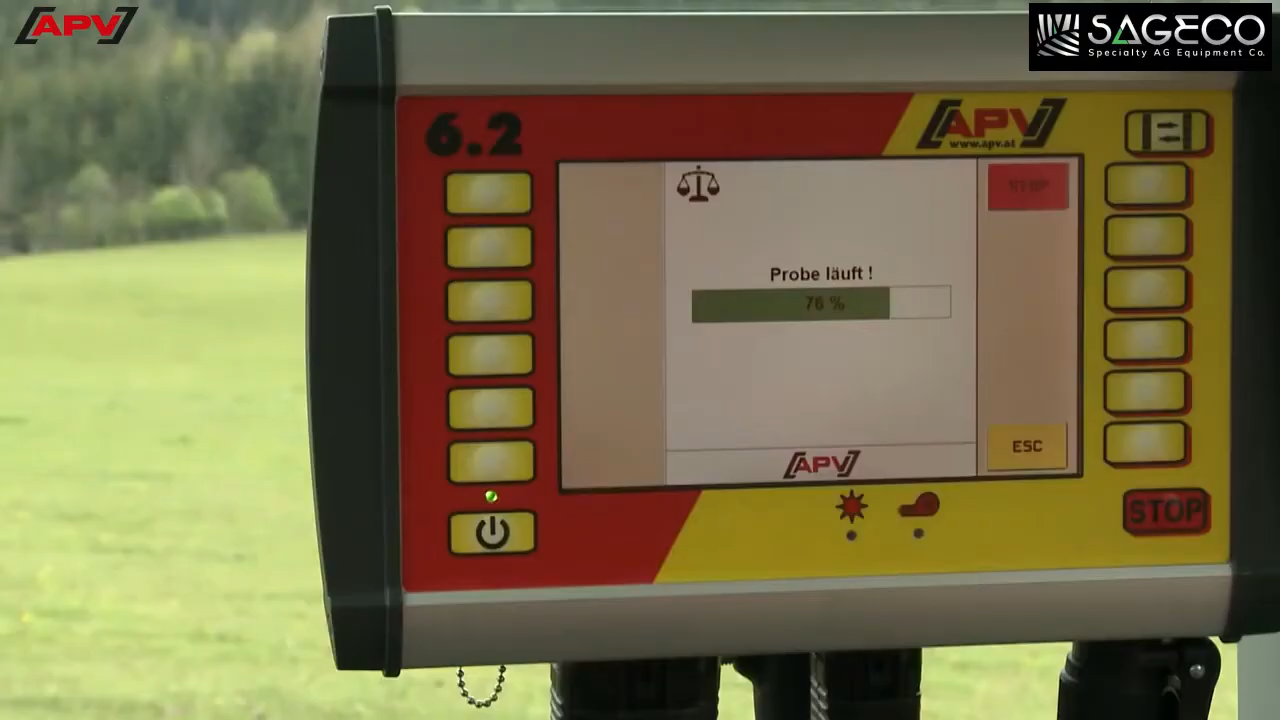 APV
SAGECO
Specialty AG Equipment Co.
6.2
APV
www.apv.at
STOP
Probe läuft !
76 %
ESC
APV
STOP